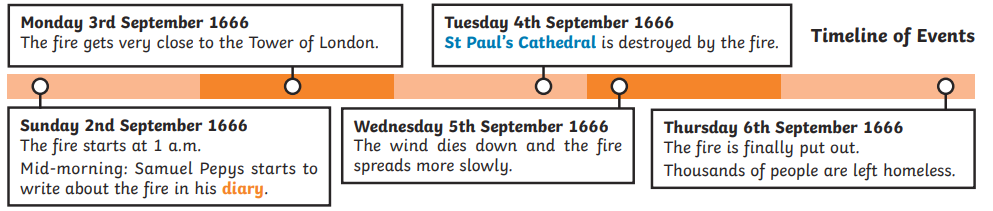 Timeline of Events
Sunday 2nd September 1666
The fire starts at 1 a.m.
Mid-morning: Samuel Pepys starts to
write about the fire in his diary.
Monday 3rd September 1666
The fire gets very close to the Tower of London.
Tuesday 4th September 1666
St Paul's Cathedral is destroyed by the fire.
Wednesday 5th September 1666
The wind dies down and the fire
spreads more slowly.
Thursday 6th September 1666
The fire is finally put out.
Thousands of people are left homeless.